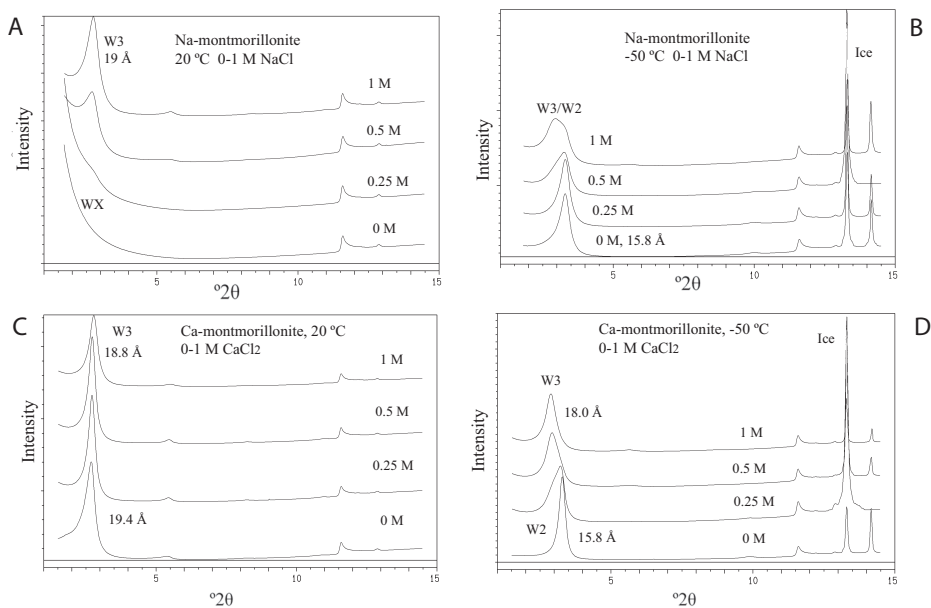 A
W3
19 Å
Na-montmorillonite
20 ºC 0-1 M NaCl
1 M
0.5 M
0.25 M
WX
0 M
Intensity
5
10
15
º2θ
B
Na-montmorillonite
-50 ºC 0-1 M NaCl
Ice
W3/W2
1 M
0.5 M
0.25 M
0 M, 15.8 Å
Intensity
5
10
15
º2θ
C
W3
18.8 Å
Ca-montmorillonite, 20 ºC
0-1 M CaCl2
1 M
0.5 M
0.25 M
19.4 Å
0 M
Intensity
5
10
15
º2θ
D
Ca-montmorillonite, -50 ºC
0-1 M CaCl2
Ice
W3
18.0 Å
1 M
0.5 M
0.25 M
W2
15.8 Å
0 M
Intensity
5
10
15
º2θ